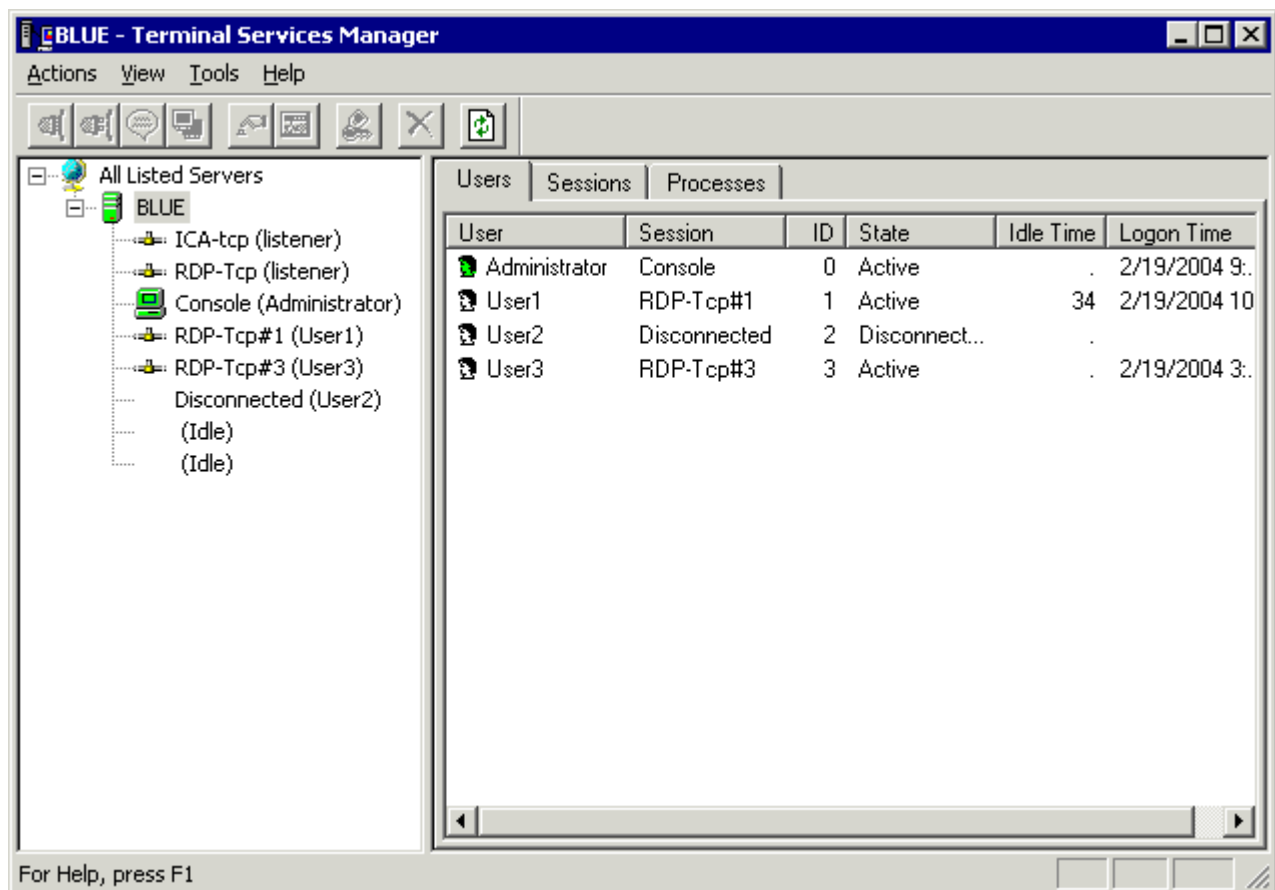 BLUE - Terminal Services Manager
Actions View Tools Help
All Listed Servers
BLUE
ICA-tcp (listener)
RDP-Tcp (listener)
Console (Administrator)
RDP-Tcp#1 (User1)
RDP-Tcp#3 (User3)
Disconnected (User2)
(Idle)
(Idle)
Users Sessions Processes
User Session ID State Idle Time Logon Time
Administrator Console 0 Active . 2/19/2004 9:.
User1 RDP-Tcp#1 1 Active 34 2/19/2004 10
User2 Disconnected 2 Disconnect... .
User3 RDP-Tcp#3 3 Active . 2/19/2004 3:.
For Help, press F1